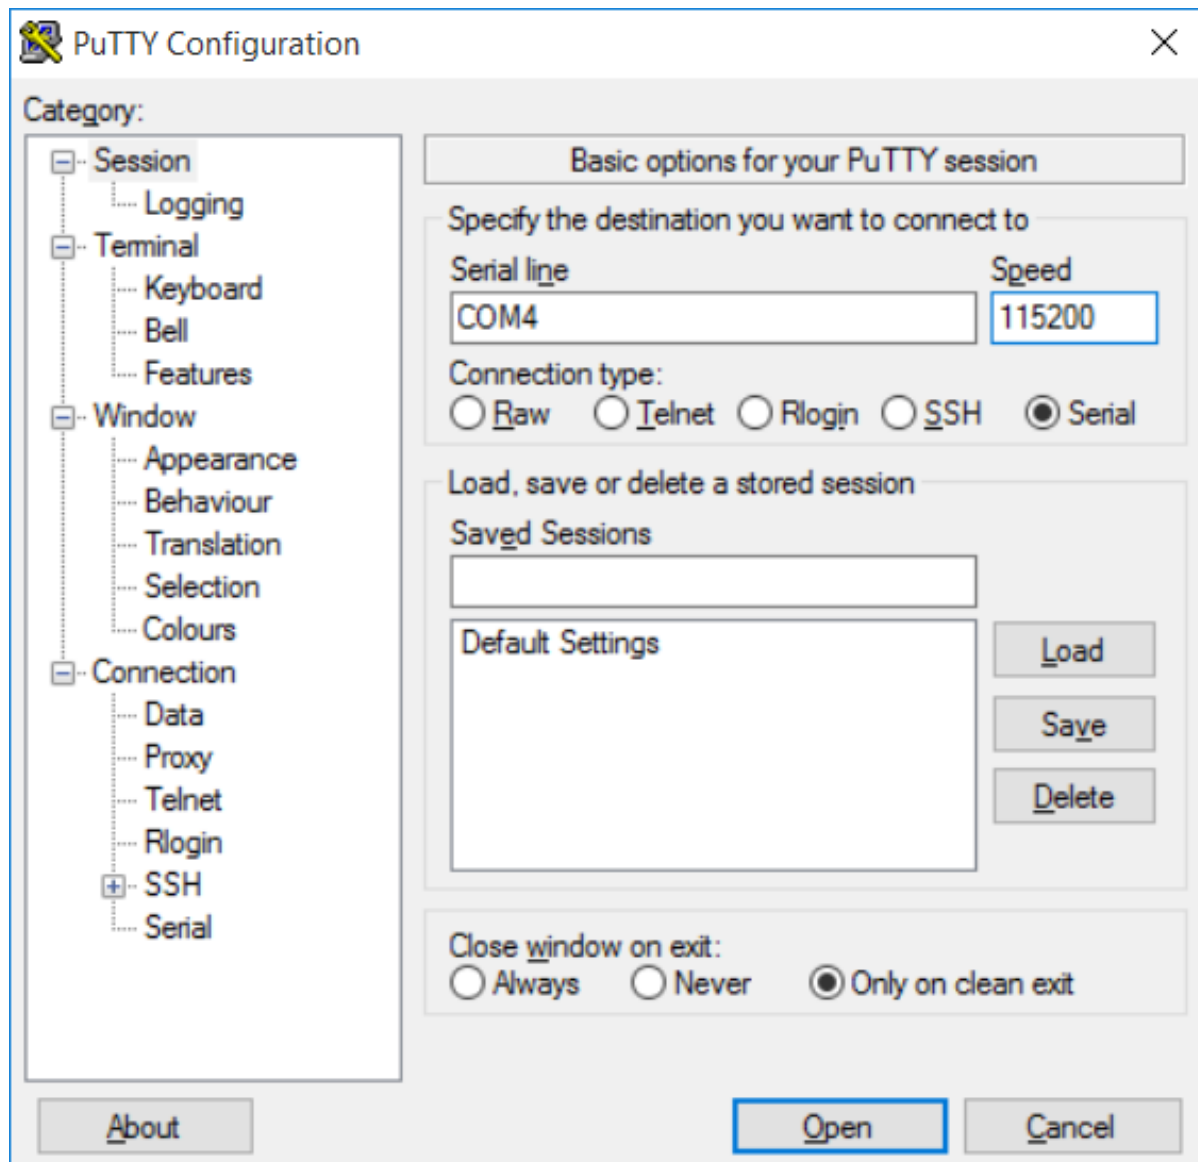 PuTTY Configuration
Category:
Session
Logging
Terminal
Keyboard
Bell
Features
Window
Appearance
Behaviour
Translation
Selection
Colours
Connection
Data
Proxy
Telnet
Rlogin
SSH
Serial
Basic options for your PuTTY session
Specify the destination you want to connect to
Serial line Speed
COM4 115200
Connection type:
Raw Telnet Rlogin SSH Serial
Load, save or delete a stored session
Saved Sessions
Default Settings
Load
Save
Delete
Close window on exit:
Always Never Only on clean exit
About Open Cancel